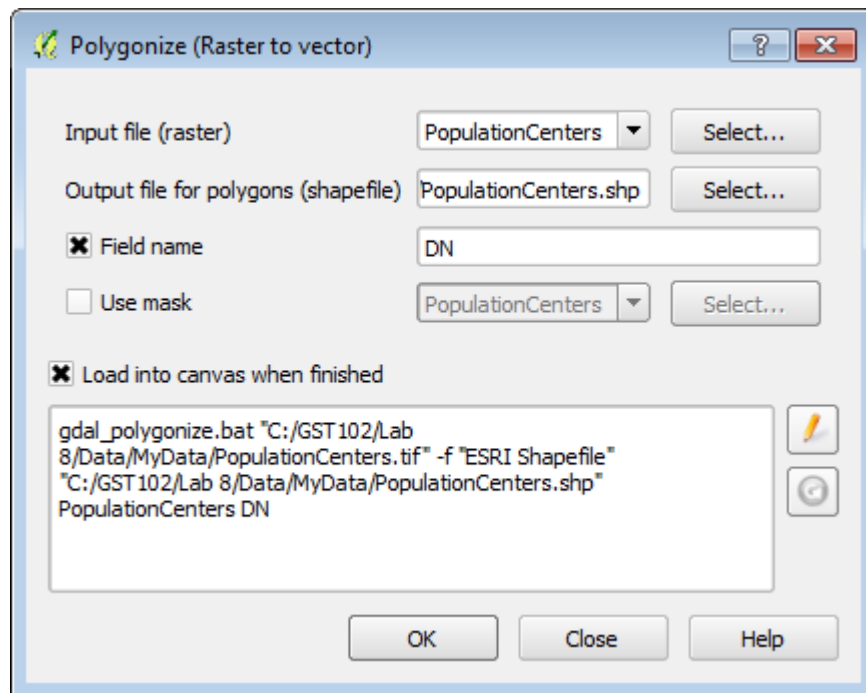 Polygonize (Raster to vector)
Input file (raster) PopulationCenters Select...
Output file for polygons (shapefile) PopulationCenters.shp Select...
Field name DN
Use mask PopulationCenters Select...
Load into canvas when finished
gdal_polygonize.bat "C:/GST102/Lab
8/Data/MyData/PopulationCenters.tif" -f "ESRI Shapefile"
"C:/GST102/Lab 8/Data/MyData/PopulationCenters.shp"
PopulationCenters DN
OK Close Help